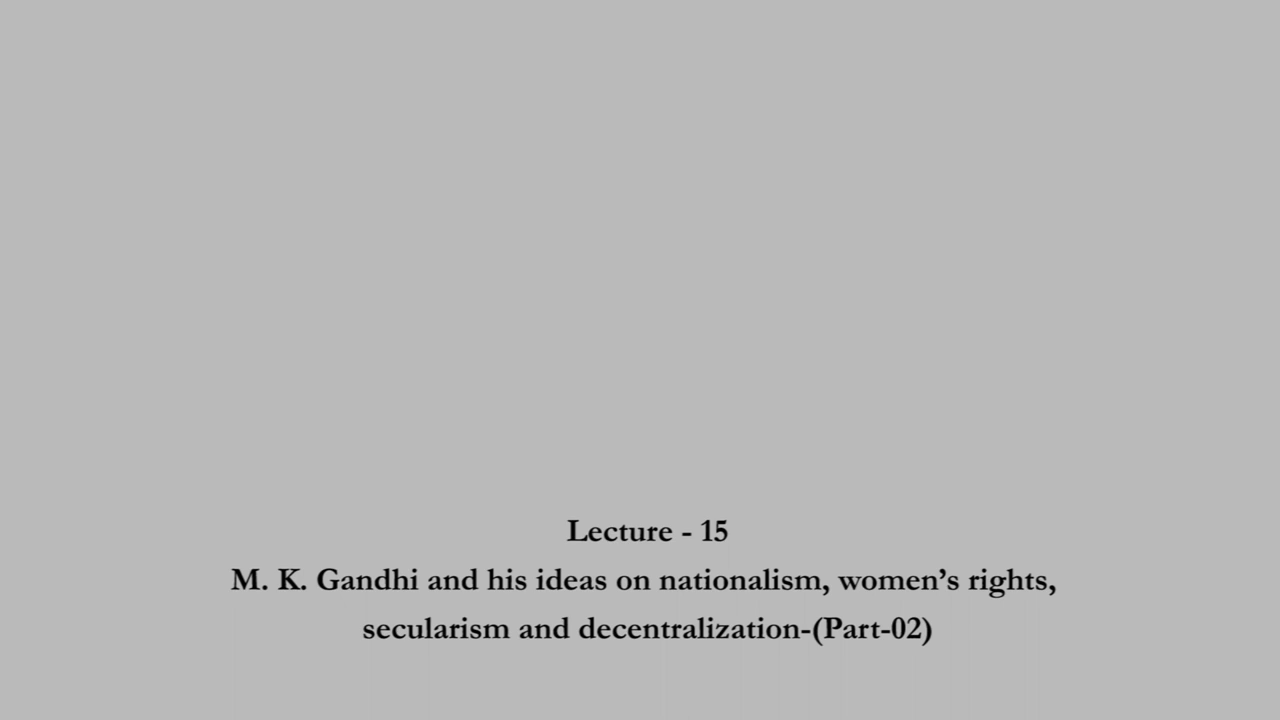 Lecture - 15
M. K. Gandhi and his ideas on nationalism, women’s rights,
secularism and decentralization-(Part-02)